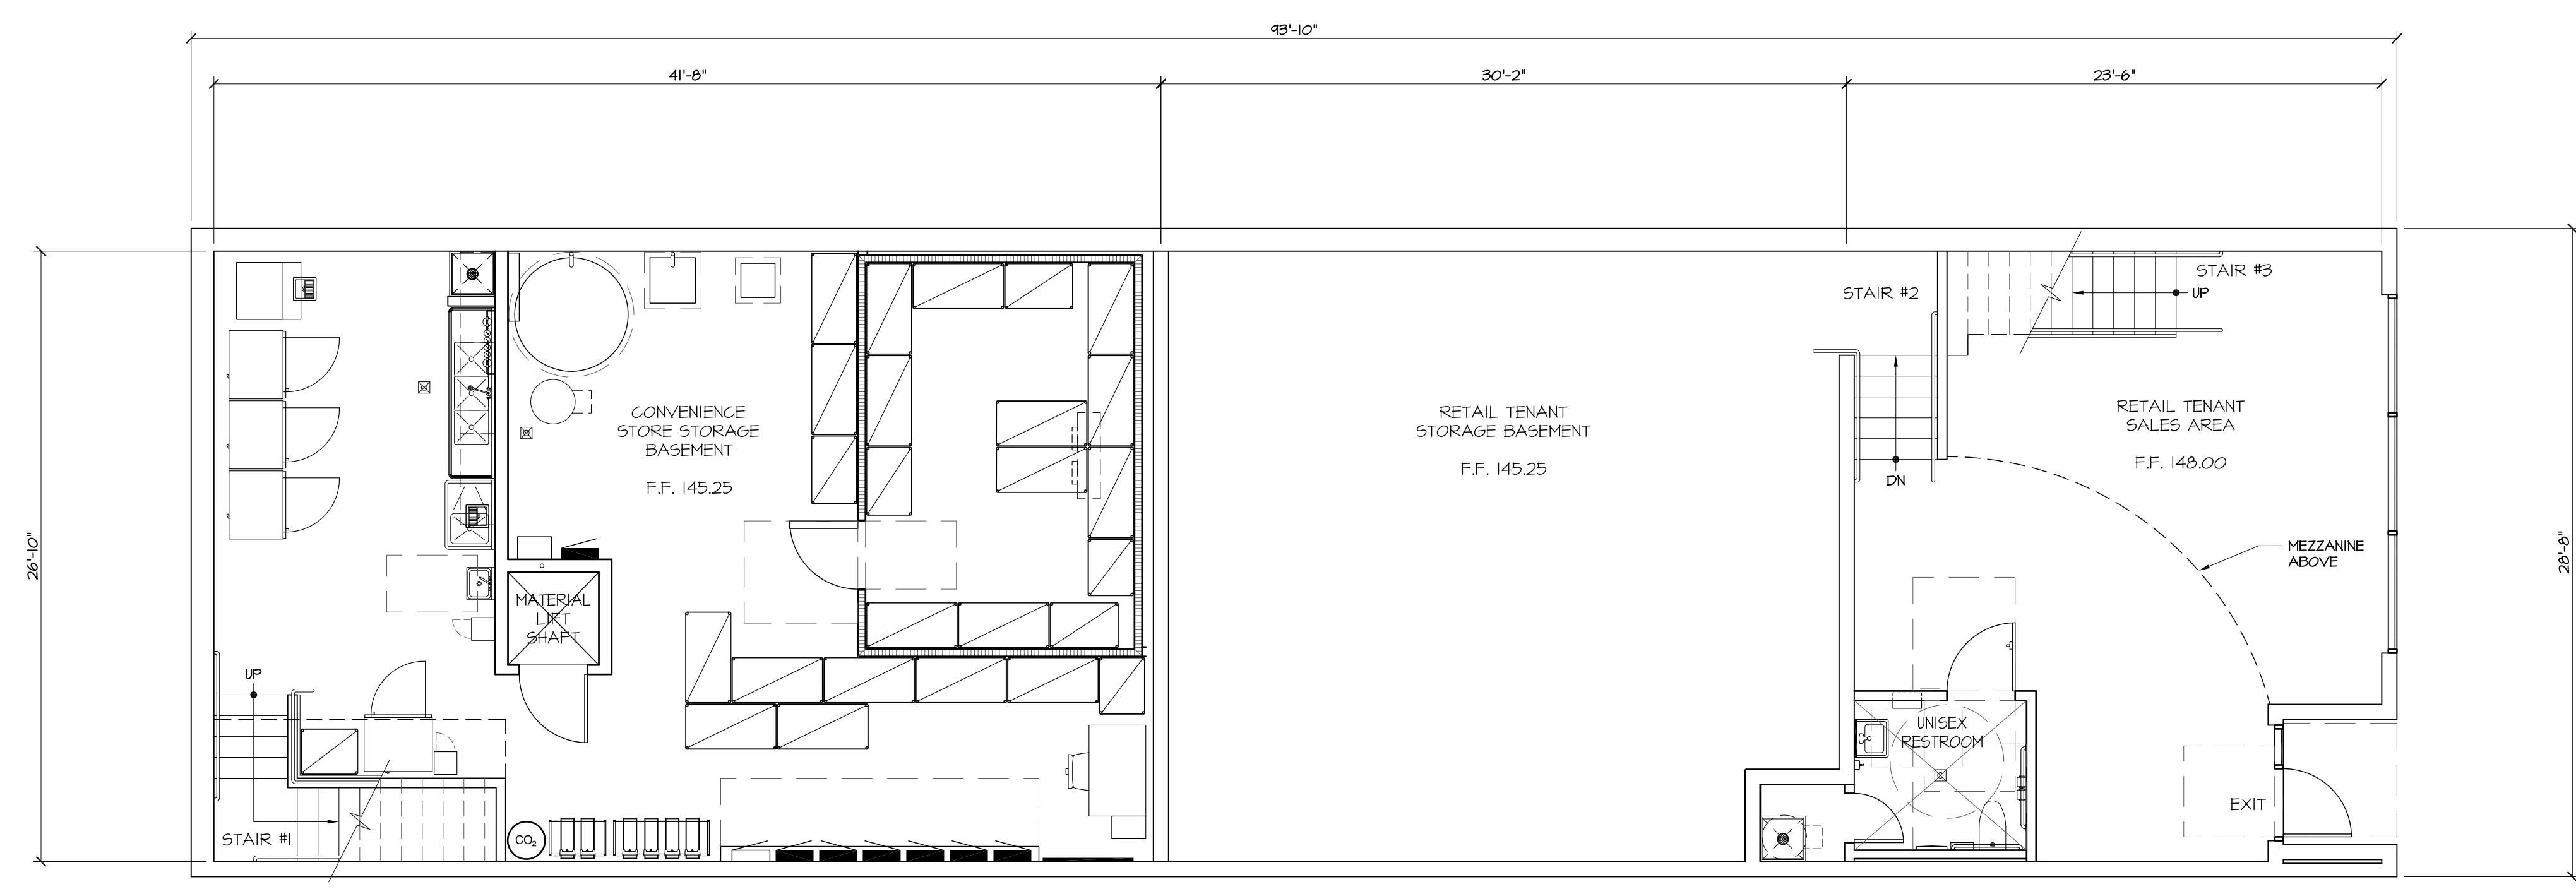 93'-10"
41'-8"
30'-2"
23'-6"
STAIR #3
UP
STAIR #2
CONVENIENCE
STORE STORAGE
BASEMENT
F.F. 145.25
RETAIL TENANT
STORAGE BASEMENT
F.F. 145.25
RETAIL TENANT
SALES AREA
F.F. 148.00
DN
26'-10"
28'-8"
MEZZANINE
ABOVE
MATERIAL
LIFT
SHAFT
UP
UNISEX
RESTROOM
EXIT
STAIR #1
CO2